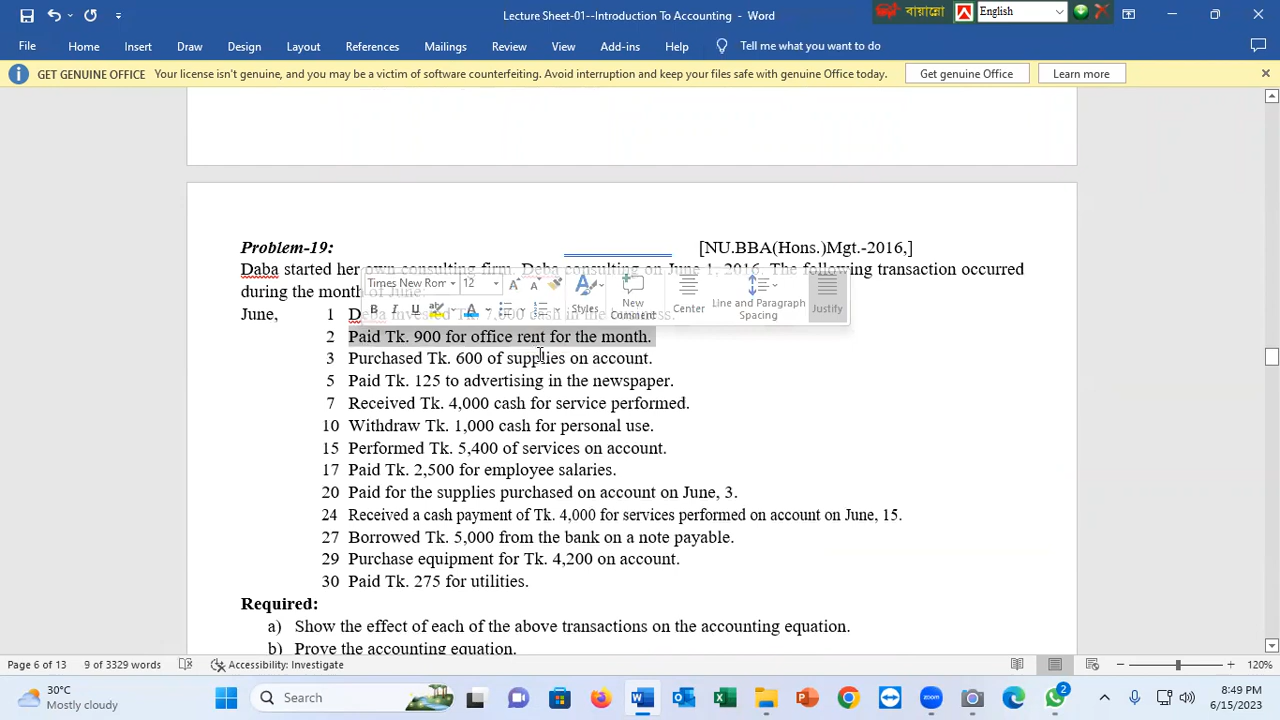 Lecture Sheet-01--Introduction To Accounting - Word
বায়ান্নো
English
File Home Insert Draw Design Layout References Mailings Review View Add-ins Help Tell me what you want to do
GET GENUINE OFFICE Your license isn't genuine, and you may be a victim of software counterfeiting. Avoid interruption and keep your files safe with genuine Office today. Get genuine Office Learn more
Problem-19: [NU.BBA(Hons.)Mgt.-2016,]
Daba started her own consulting firm. Deba consulting on June 1, 2016. The following transaction occurred
during the month of June:
Times New Rom 12
Styles New Comment Center Line and Paragraph Spacing Justify
June, 1 Deba invested Tk. 7,000 cash in the business.
2 Paid Tk. 900 for office rent for the month.
3 Purchased Tk. 600 of supplies on account.
5 Paid Tk. 125 to advertising in the newspaper.
7 Received Tk. 4,000 cash for service performed.
10 Withdraw Tk. 1,000 cash for personal use.
15 Performed Tk. 5,400 of services on account.
17 Paid Tk. 2,500 for employee salaries.
20 Paid for the supplies purchased on account on June, 3.
24 Received a cash payment of Tk. 4,000 for services performed on account on June, 15.
27 Borrowed Tk. 5,000 from the bank on a note payable.
29 Purchase equipment for Tk. 4,200 on account.
30 Paid Tk. 275 for utilities.
Required:
a) Show the effect of each of the above transactions on the accounting equation.
b) Prove the accounting equation.
Page 6 of 13 9 of 3329 words Accessibility: Investigate 120%
30°C
Mostly cloudy
Search
2
8:49 PM
6/15/2023